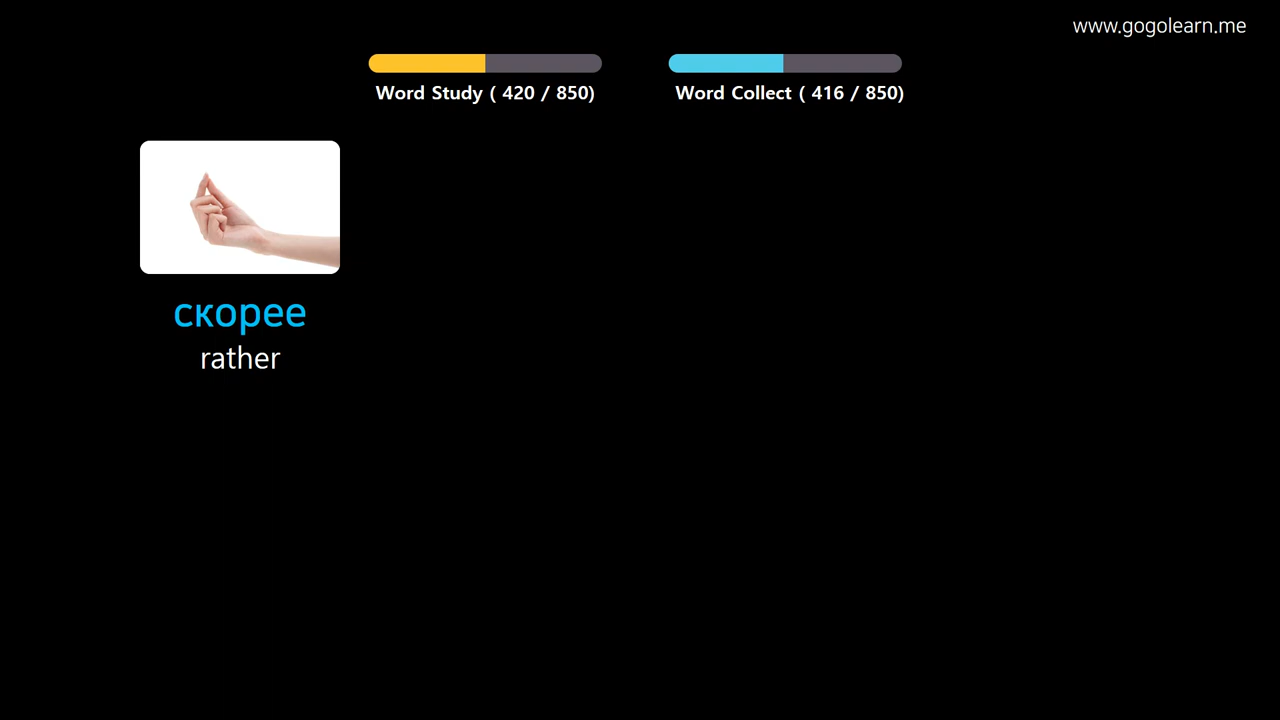 www.gogolearn.me
Word Study ( 420 / 850)
Word Collect ( 416 / 850)
скорее
rather